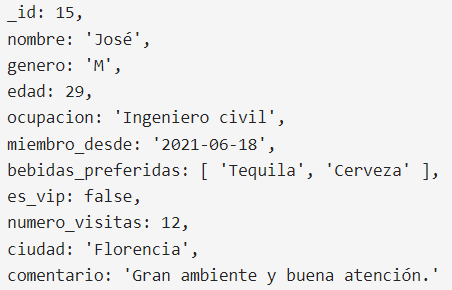 _id: 15,
nombre: 'José',
genero: 'M',
edad: 29,
ocupacion: 'Ingeniero civil',
miembro_desde: '2021-06-18',
bebidas_preferidas: [ 'Tequila', 'Cerveza' ],
es_vip: false,
numero_visitas: 12,
ciudad: 'Florencia',
comentario: 'Gran ambiente y buena atención.'